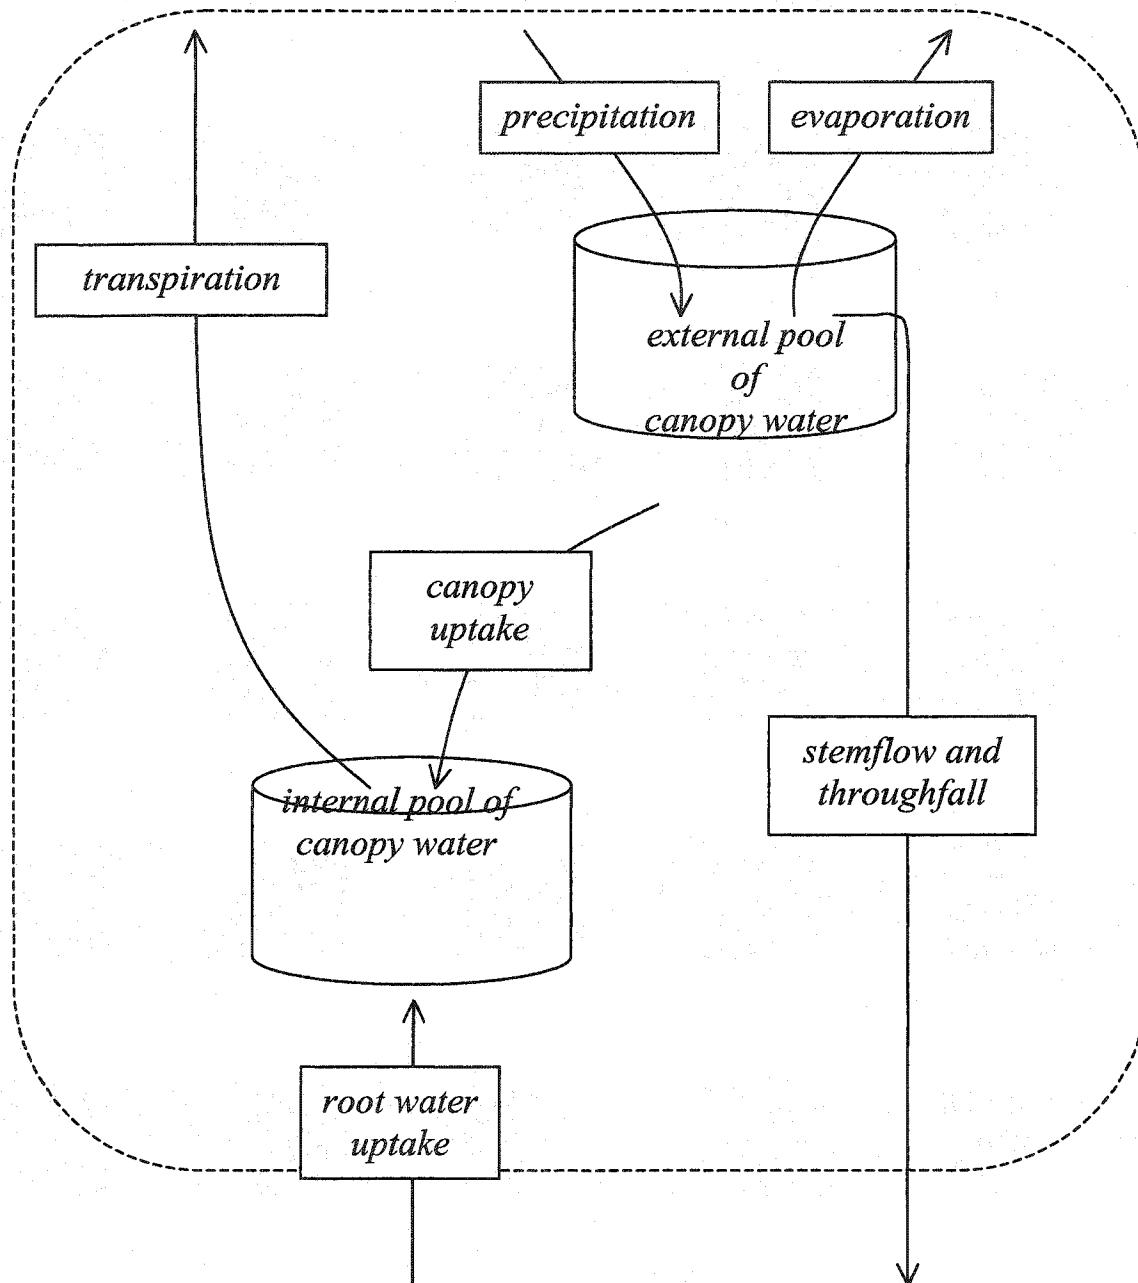 precipitation
evaporation
transpiration
external pool
of
canopy water
canopy
uptake
stemflow and
throughfall
internal pool of
canopy water
root water
uptake